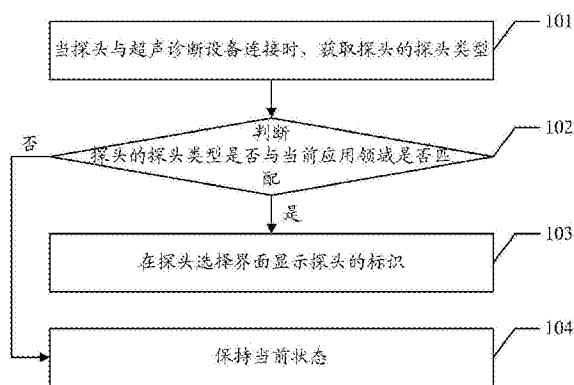 101
当探头与超声诊断设备连接时、获取探头的探头类型
102
判断
探头的探头类型是否与当前应用领域是否匹
配
否
是
103
在探头选择界面显示探头的标识
104
保持当前状态